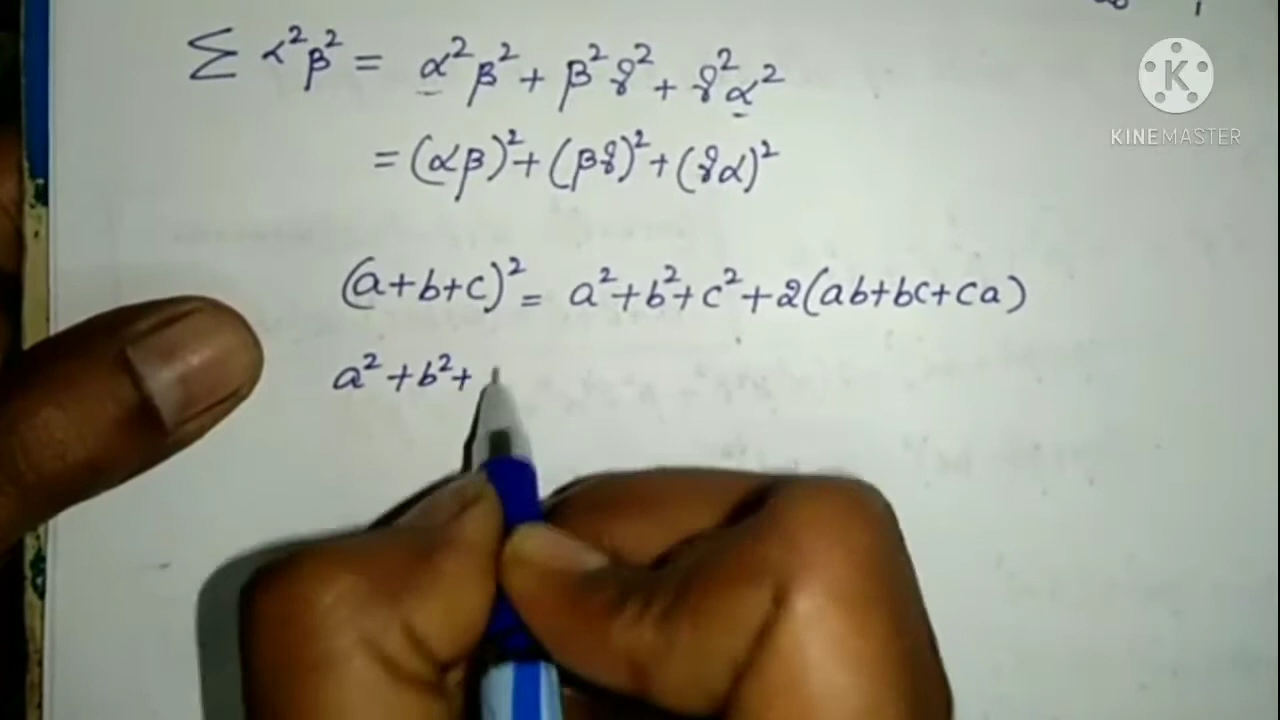 ∑ α²β² = α²β² + β²γ² + γ²α²
= (αβ)² + (βγ)² + (γα)²
(a+b+c)² = a²+b²+c²+2(ab+bc+ca)
a²+b²+
K
KINEMASTER